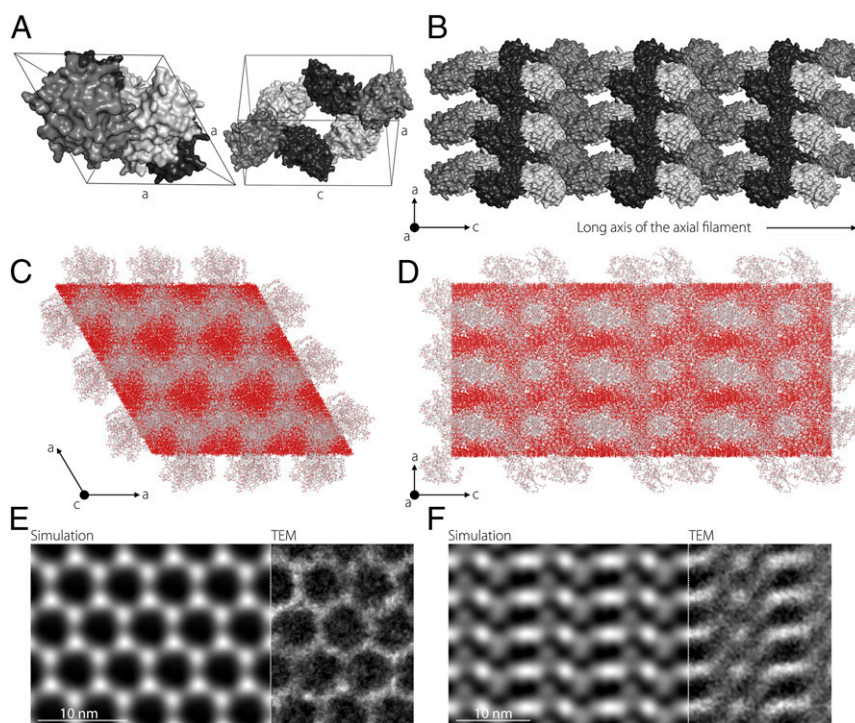 A
B
a
a
a
c
a
a
c
Long axis of the axial filament
C
D
a
c
a
a
a
c
E
F
Simulation
TEM
Simulation
TEM
10 nm
10 nm